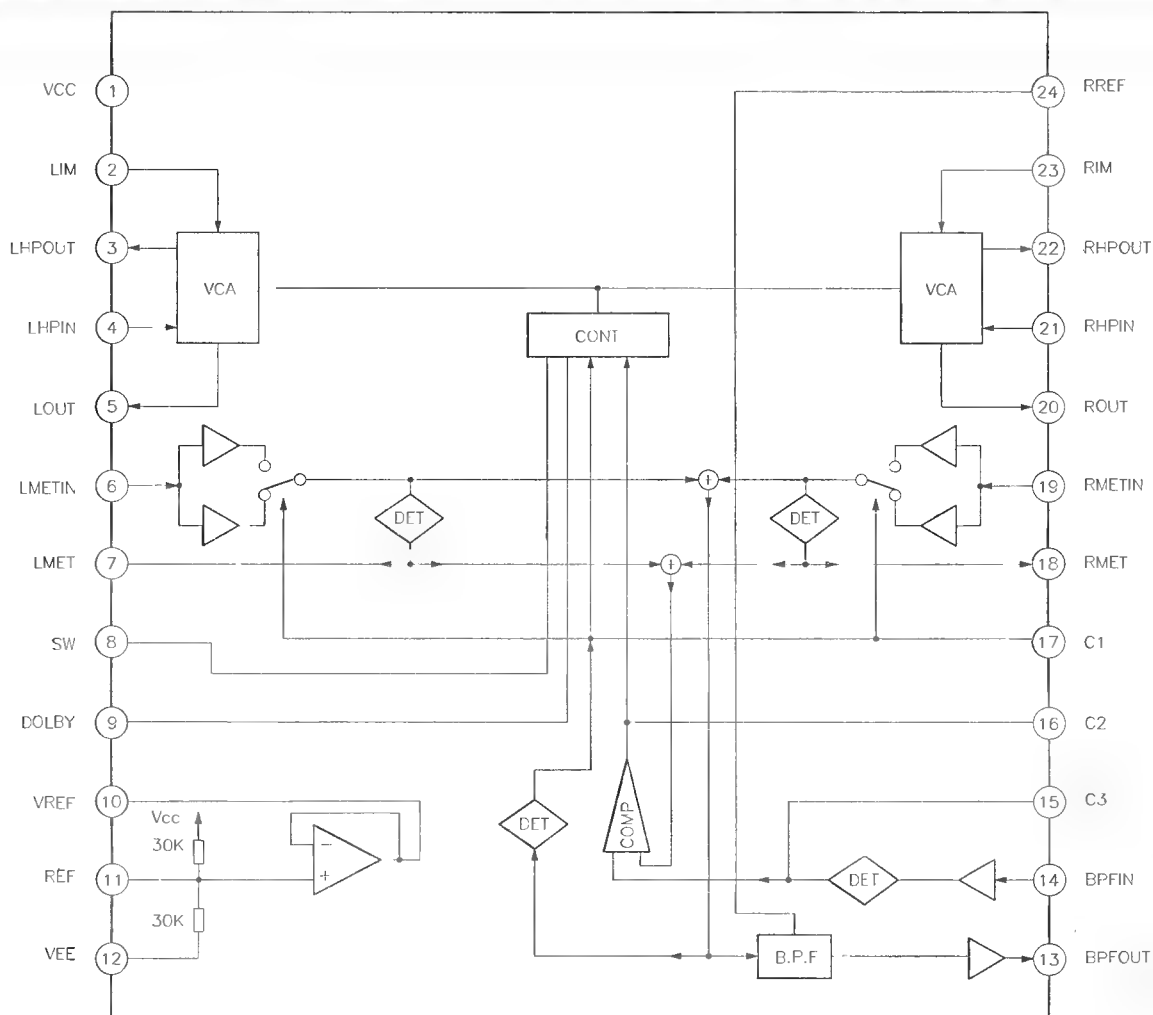 VCC 1
24 RREF
LIM 2
23 RIM
LHPOUT 3
22 RHPOUT
VCA
VCA
LHPIN 4
CONT
21 RHPIN
LOUT 5
20 ROUT
LMETIN 6
19 RMETIN
DET
+
DET
LMET 7
+
18 RMET
SW 8
17 C1
DOLBY 9
16 C2
VREF 10
Vcc
15 C3
30K
−
DET
COMP
REF 11
+
DET
14 BPFIN
30K
VEE 12
B.P.F
13 BPFOUT